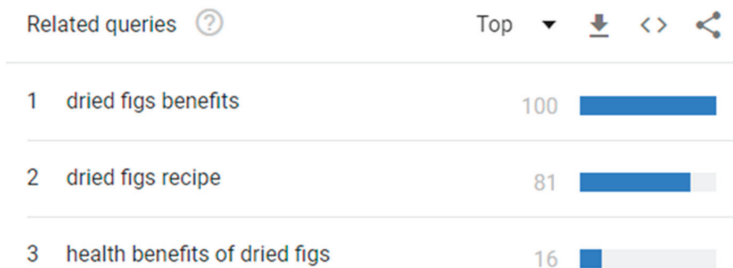 Related queries ? Top
1 dried figs benefits 100
2 dried figs recipe 81
3 health benefits of dried figs 16